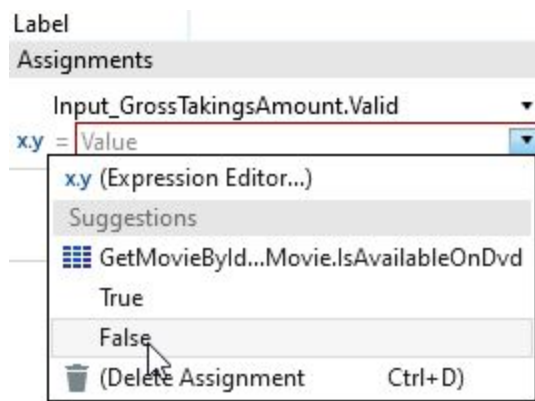 Label
Assignments
Input_GrossTakingsAmount.Valid
x.y = Value
x.y (Expression Editor...)
Suggestions
GetMovieById...Movie.IsAvailableOnDvd
True
False
(Delete Assignment Ctrl+D)